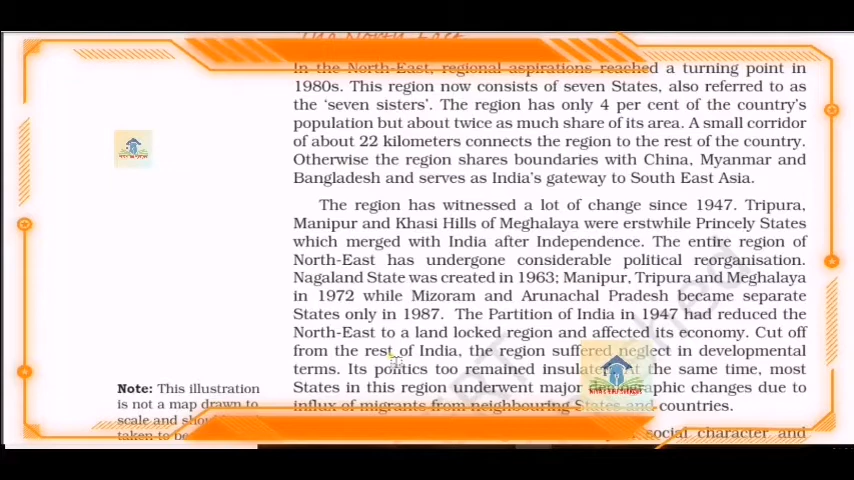 The North-East
In the North-East, regional aspirations reached a turning point in
1980s. This region now consists of seven States, also referred to as
the 'seven sisters'. The region has only 4 per cent of the country's
population but about twice as much share of its area. A small corridor
of about 22 kilometers connects the region to the rest of the country.
Otherwise the region shares boundaries with China, Myanmar and
Bangladesh and serves as India's gateway to South East Asia.
The region has witnessed a lot of change since 1947. Tripura,
Manipur and Khasi Hills of Meghalaya were erstwhile Princely States
which merged with India after Independence. The entire region of
North-East has undergone considerable political reorganisation.
Nagaland State was created in 1963; Manipur, Tripura and Meghalaya
in 1972 while Mizoram and Arunachal Pradesh became separate
States only in 1987. The Partition of India in 1947 had reduced the
North-East to a land locked region and affected its economy. Cut off
from the rest of India, the region suffered neglect in developmental
terms. Its politics too remained insulated. At the same time, most
States in this region underwent major demographic changes due to
influx of migrants from neighbouring States and countries.
social character and
Note: This illustration
is not a map drawn to
scale and
taken to be